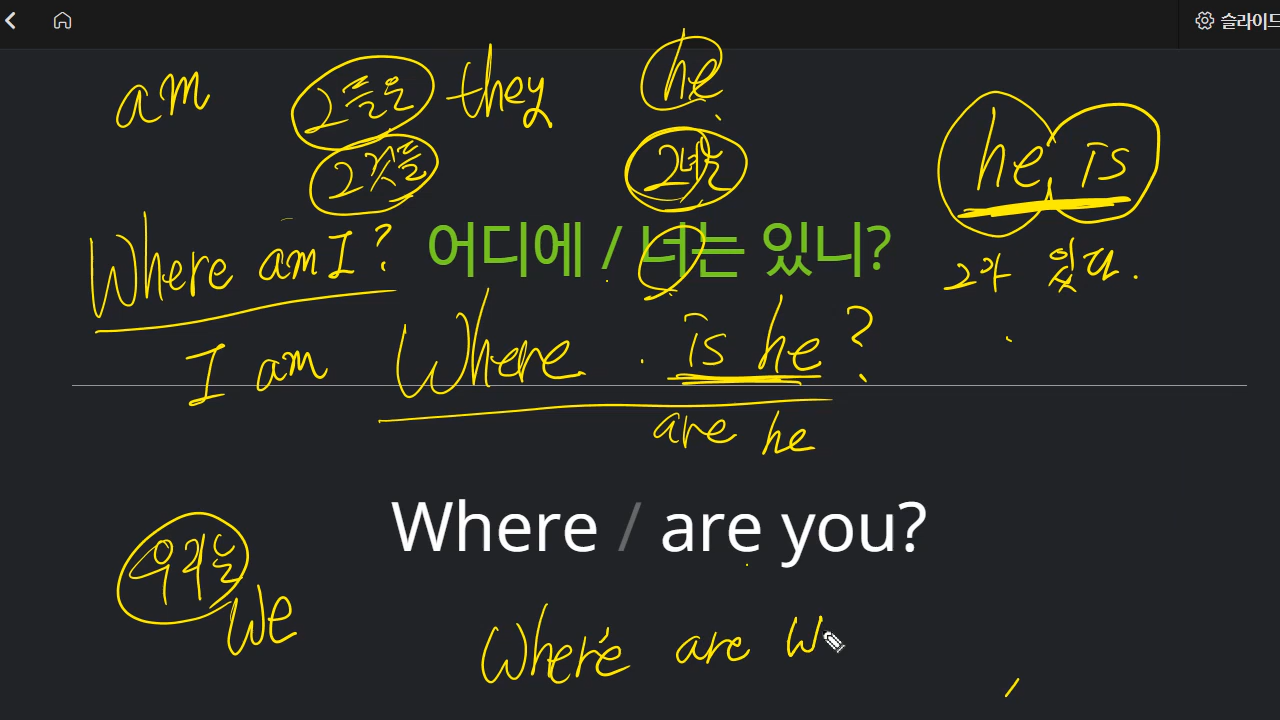 슬라이드
am 그들은 they he
그것들 그녀는 he is
Where am I? 어디에 / 너는 있니? 그가 있다.
I am Where is he?
are he
Where / are you?
우리는
We
Where are w